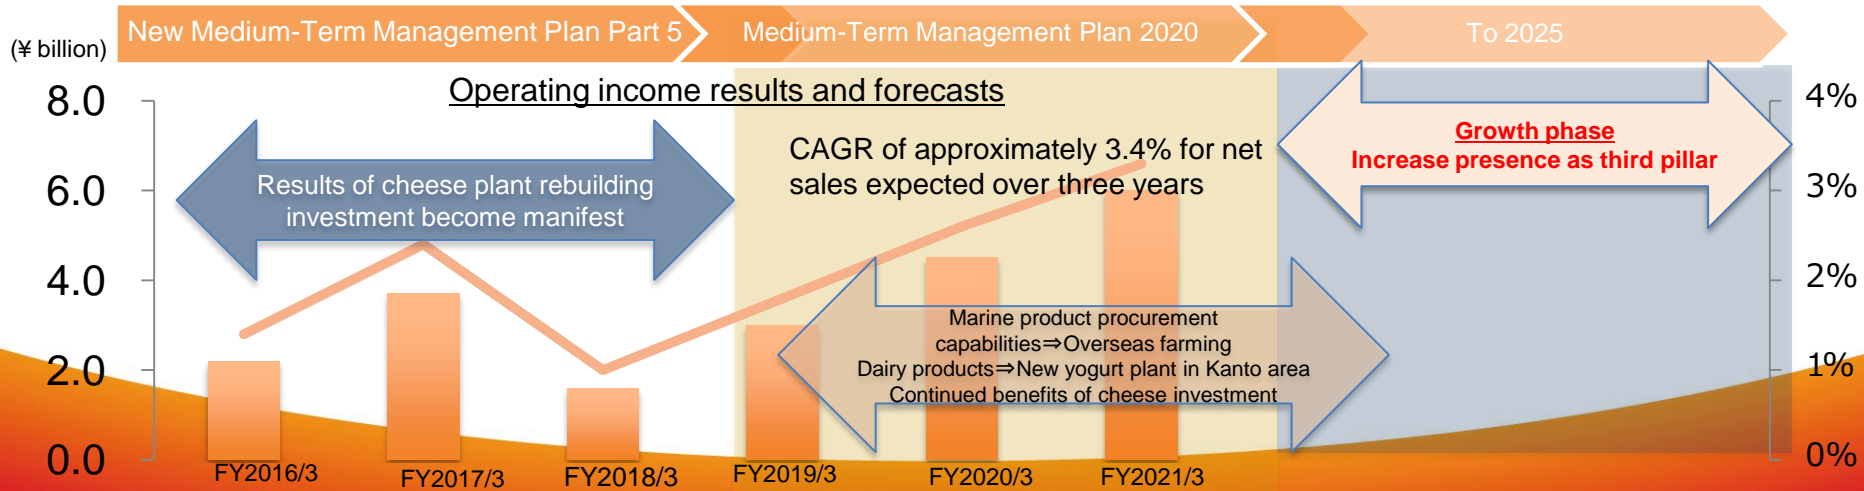 New Medium-Term Management Plan Part 5
Medium-Term Management Plan 2020
To 2025
(¥ billion)
Operating income results and forecasts
8.0
6.0
4.0
2.0
0.0
4%
3%
2%
1%
0%
Results of cheese plant rebuilding
investment become manifest
CAGR of approximately 3.4% for net
sales expected over three years
Growth phase
Increase presence as third pillar
Marine product procurement
capabilities⇒Overseas farming
Dairy products⇒New yogurt plant in Kanto area
Continued benefits of cheese investment
FY2016/3
FY2017/3
FY2018/3
FY2019/3
FY2020/3
FY2021/3